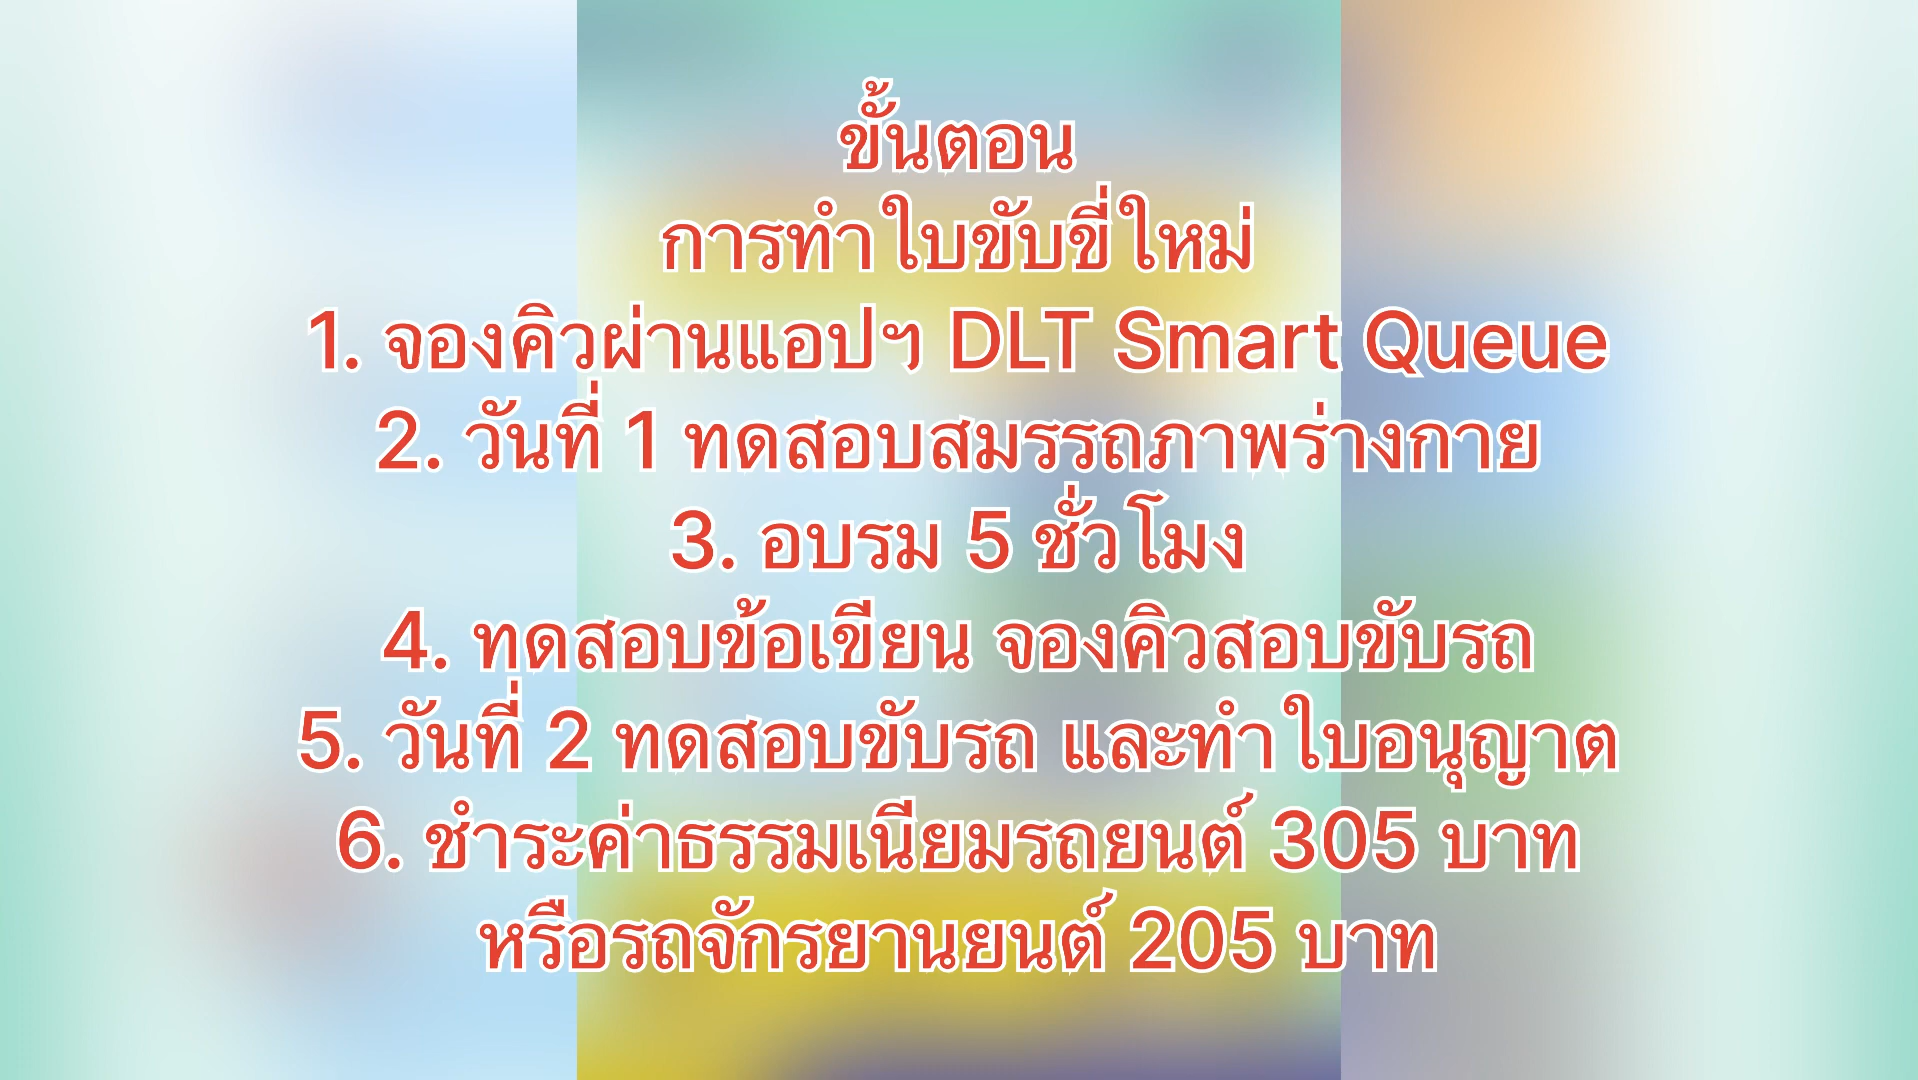 ขั้นตอน
การทำใบขับขี่ใหม่
1. จองคิวผ่านแอปฯ DLT Smart Queue
2. วันที่ 1 ทดสอบสมรรถภาพร่างกาย
3. อบรม 5 ชั่วโมง
4. ทดสอบข้อเขียน จองคิวสอบขับรถ
5. วันที่ 2 ทดสอบขับรถ และทำใบอนุญาต
6. ชำระค่าธรรมเนียมรถยนต์ 305 บาท
หรือรถจักรยานยนต์ 205 บาท